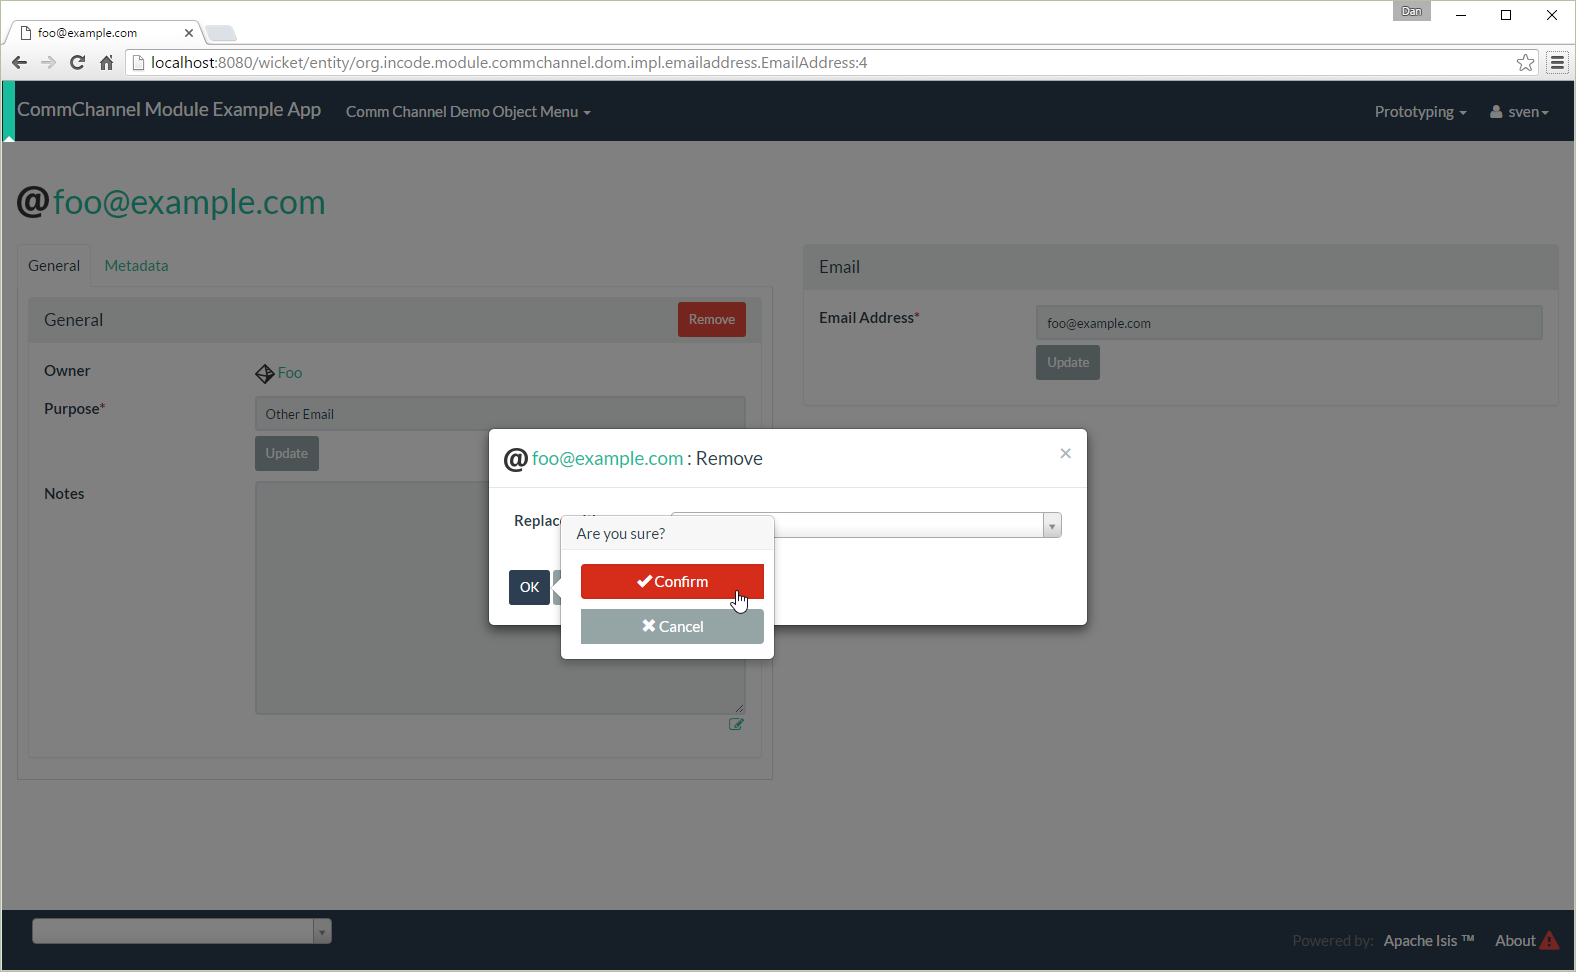 Dan
foo@example.com
localhost:8080/wicket/entity/org.incode.module.commchannel.dom.impl.emailaddress.EmailAddress:4
CommChannel Module Example App Comm Channel Demo Object Menu Prototyping sven
@foo@example.com
General Metadata
General Remove
Owner Foo
Purpose* Other Email
Update
Notes
Email
Email Address* foo@example.com
Update
@foo@example.com : Remove ×
Are you sure?
OK
Confirm
Cancel
Powered by: Apache Isis ™ About